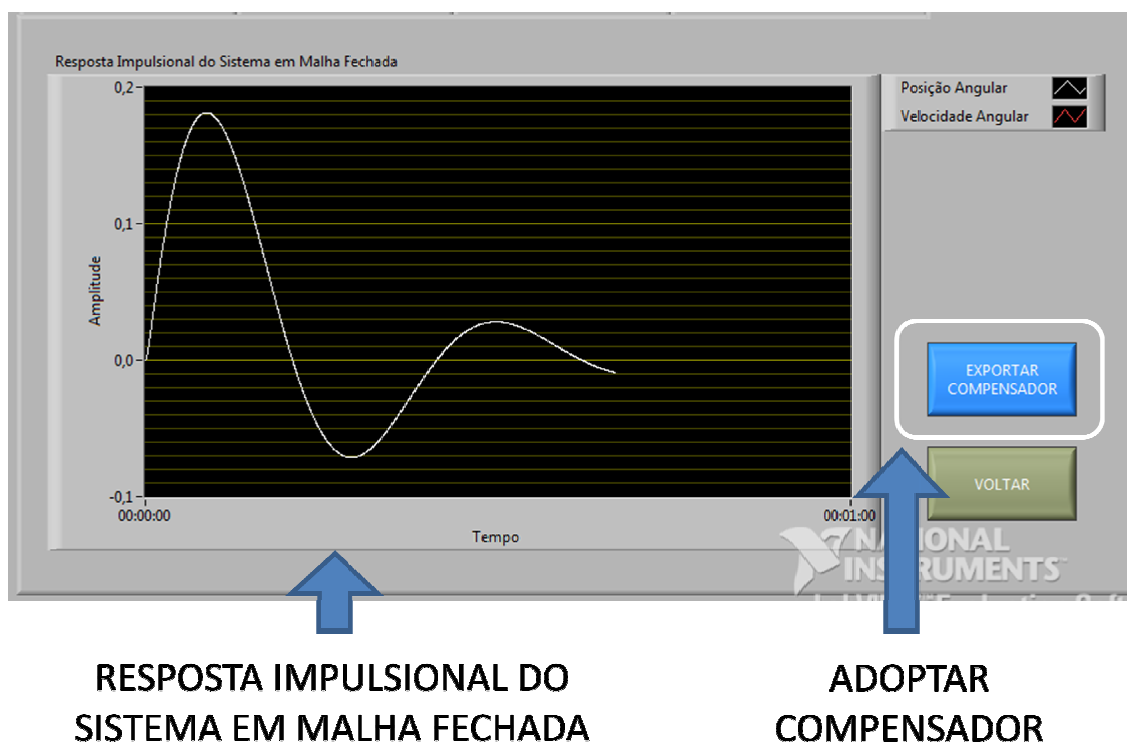 Resposta Impulsional do Sistema em Malha Fechada
0,2
0,1
0,0
-0,1
Amplitude
00:00:00
00:01:00
Tempo
Posição Angular
Velocidade Angular
EXPORTAR
COMPENSADOR
VOLTAR
NATIONAL
INSTRUMENTS
RESPOSTA IMPULSIONAL DO
SISTEMA EM MALHA FECHADA
ADOPTAR
COMPENSADOR